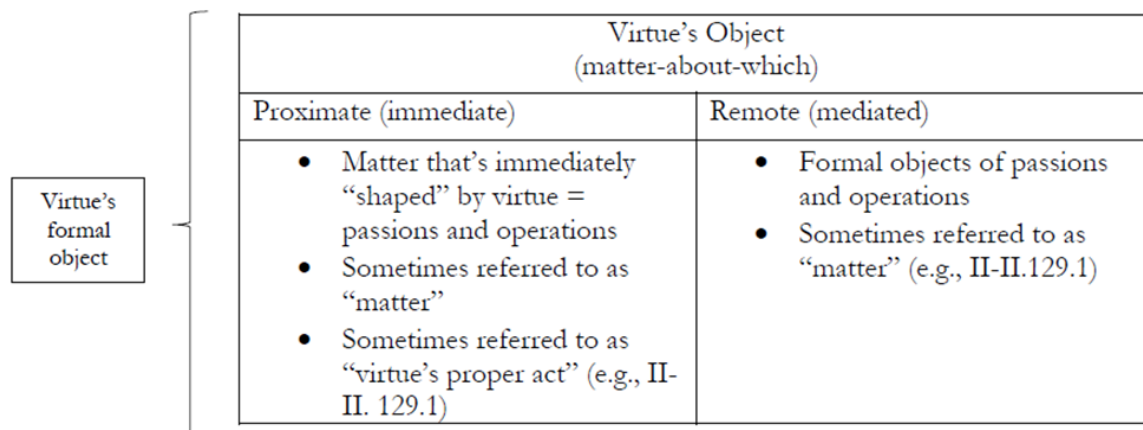 Virtue's
formal
object
Virtue's Object
(matter-about-which)
Proximate (immediate)
Remote (mediated)
• Matter that's immediately
“shaped” by virtue =
passions and operations
• Sometimes referred to as
“matter”
• Sometimes referred to as
“virtue's proper act” (e.g., II-
II. 129.1)
• Formal objects of passions
and operations
• Sometimes referred to as
“matter” (e.g., II-II.129.1)